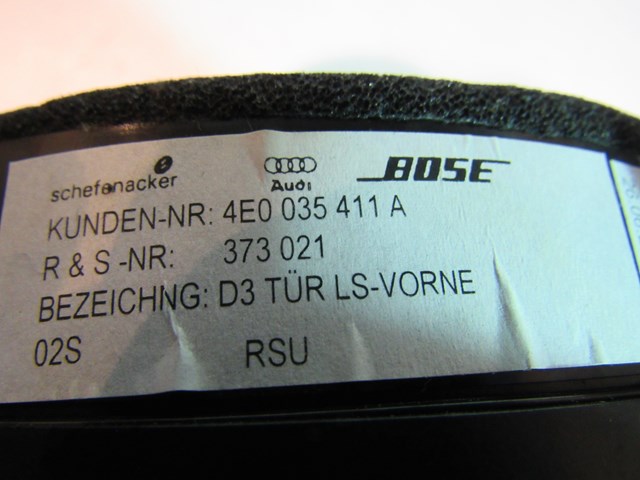 schefenacker Audi BOSE
KUNDEN-NR: 4E0 035 411 A
R & S -NR: 373 021
BEZEICHNG: D3 TÜR LS-VORNE
02S RSU